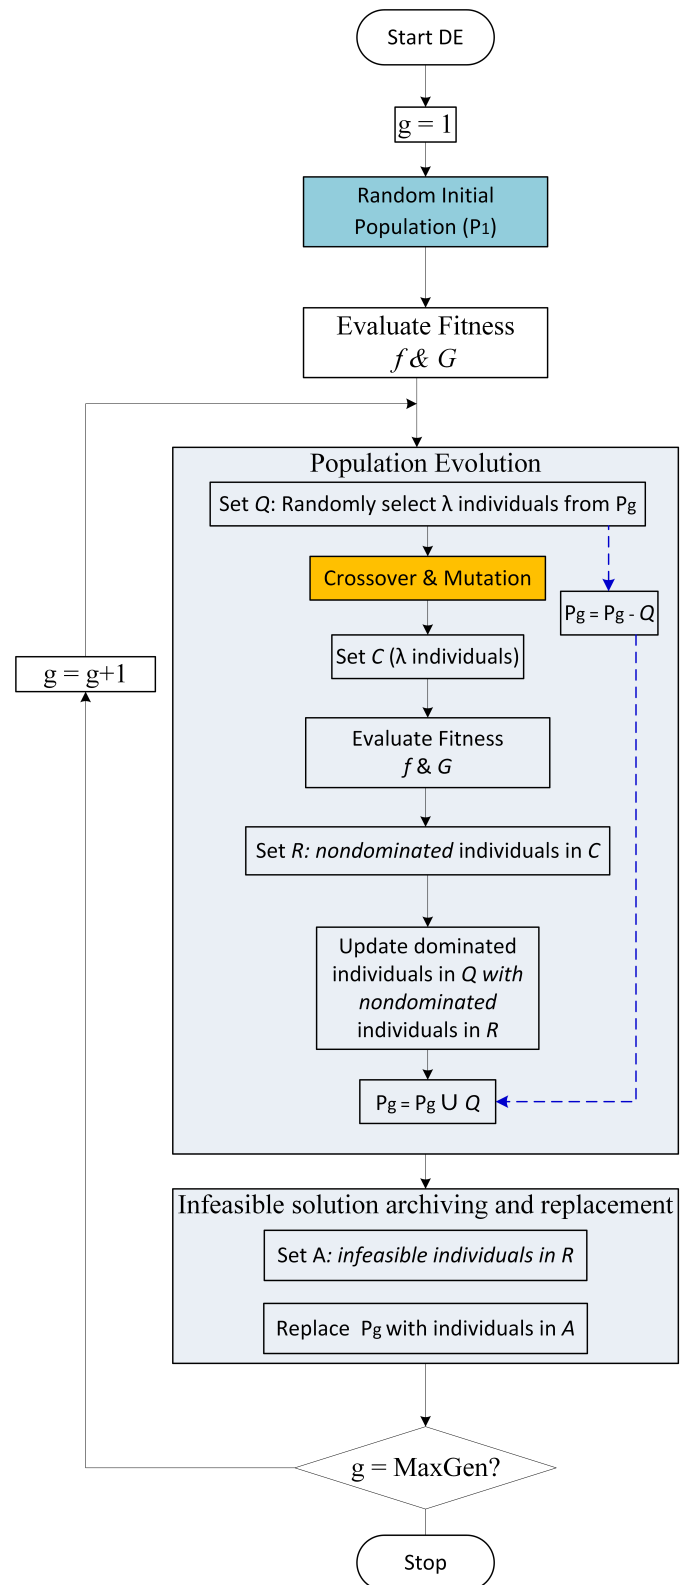 Start DE
g = 1
Random Initial
Population (P1)
Evaluate Fitness
f & G
Population Evolution
Set Q: Randomly select λ individuals from Pg
Crossover & Mutation
Pg = Pg - Q
Set C (λ individuals)
g = g+1
Evaluate Fitness
f & G
Set R: nondominated individuals in C
Update dominated
individuals in Q with
nondominated
individuals in R
Pg = Pg ∪ Q
Infeasible solution archiving and replacement
Set A: infeasible individuals in R
Replace Pg with individuals in A
g = MaxGen?
Stop